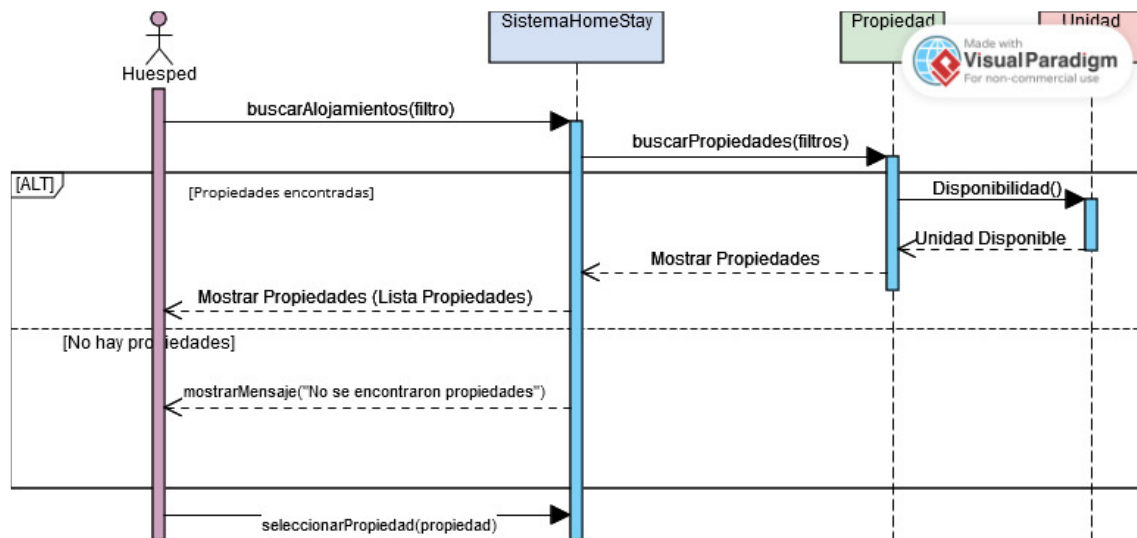 SistemaHomeStay
Propiedad
Unidad
Made with
Visual Paradigm
For non-commercial use
Huesped
buscarAlojamientos(filtro)
buscarPropiedades(filtros)
[ALT]
[Propiedades encontradas]
Disponibilidad()
Unidad Disponible
Mostrar Propiedades
Mostrar Propiedades (Lista Propiedades)
[No hay propiedades]
mostrarMensaje("No se encontraron propiedades")
seleccionarPropiedad(propiedad)